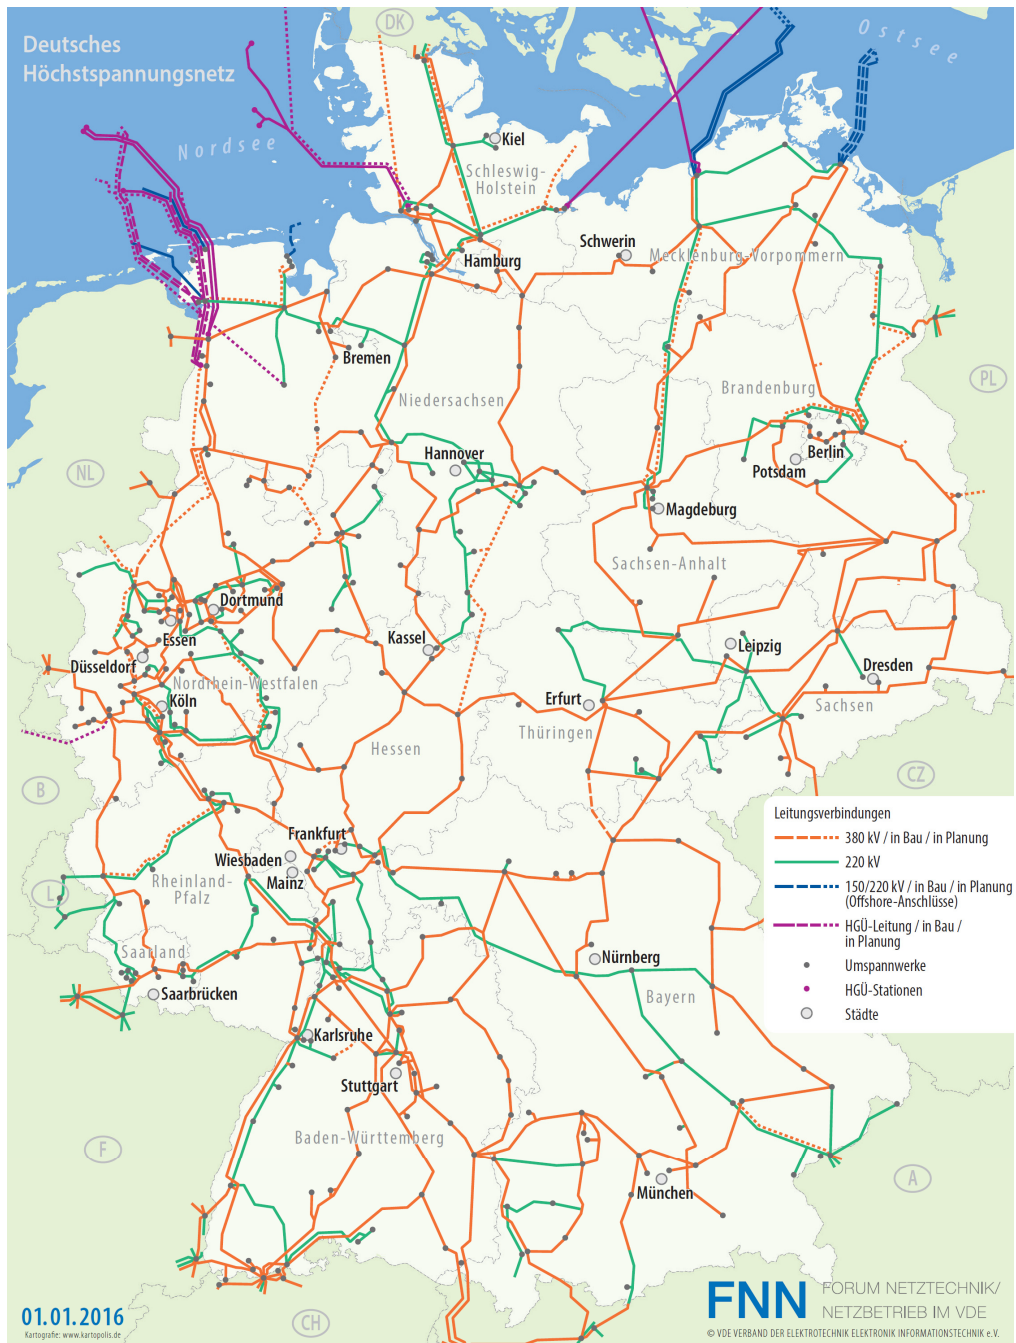 Deutsches
Höchstspannungsnetz
DK
Ostsee
Nordsee
Kiel
Schleswig-
Holstein
Schwerin
Mecklenburg-Vorpommern
Hamburg
Bremen
Niedersachsen
Brandenburg
PL
Hannover
Berlin
Potsdam
NL
Magdeburg
Sachsen-Anhalt
Dortmund
Essen
Kassel
Leipzig
Düsseldorf
Dresden
Nordrhein-Westfalen
Köln
Erfurt
Sachsen
Thüringen
Hessen
CZ
B
Leitungsverbindungen
380 kV / in Bau / in Planung
220 kV
150/220 kV / in Bau / in Planung
(Offshore-Anschlüsse)
HGÜ-Leitung / in Bau /
in Planung
Umspannwerke
HGÜ-Stationen
Städte
Frankfurt
Wiesbaden
Mainz
Rheinland-
Pfalz
L
Saarland
Nürnberg
Saarbrücken
Bayern
Karlsruhe
Stuttgart
Baden-Württemberg
F
A
München
CH
01.01.2016
Kartografie: www.kartopolis.de
FNN FORUM NETZTECHNIK/
NETZBETRIEB IM VDE
© VDE VERBAND DER ELEKTROTECHNIK ELEKTRONIK INFORMATIONSTECHNIK e.V.